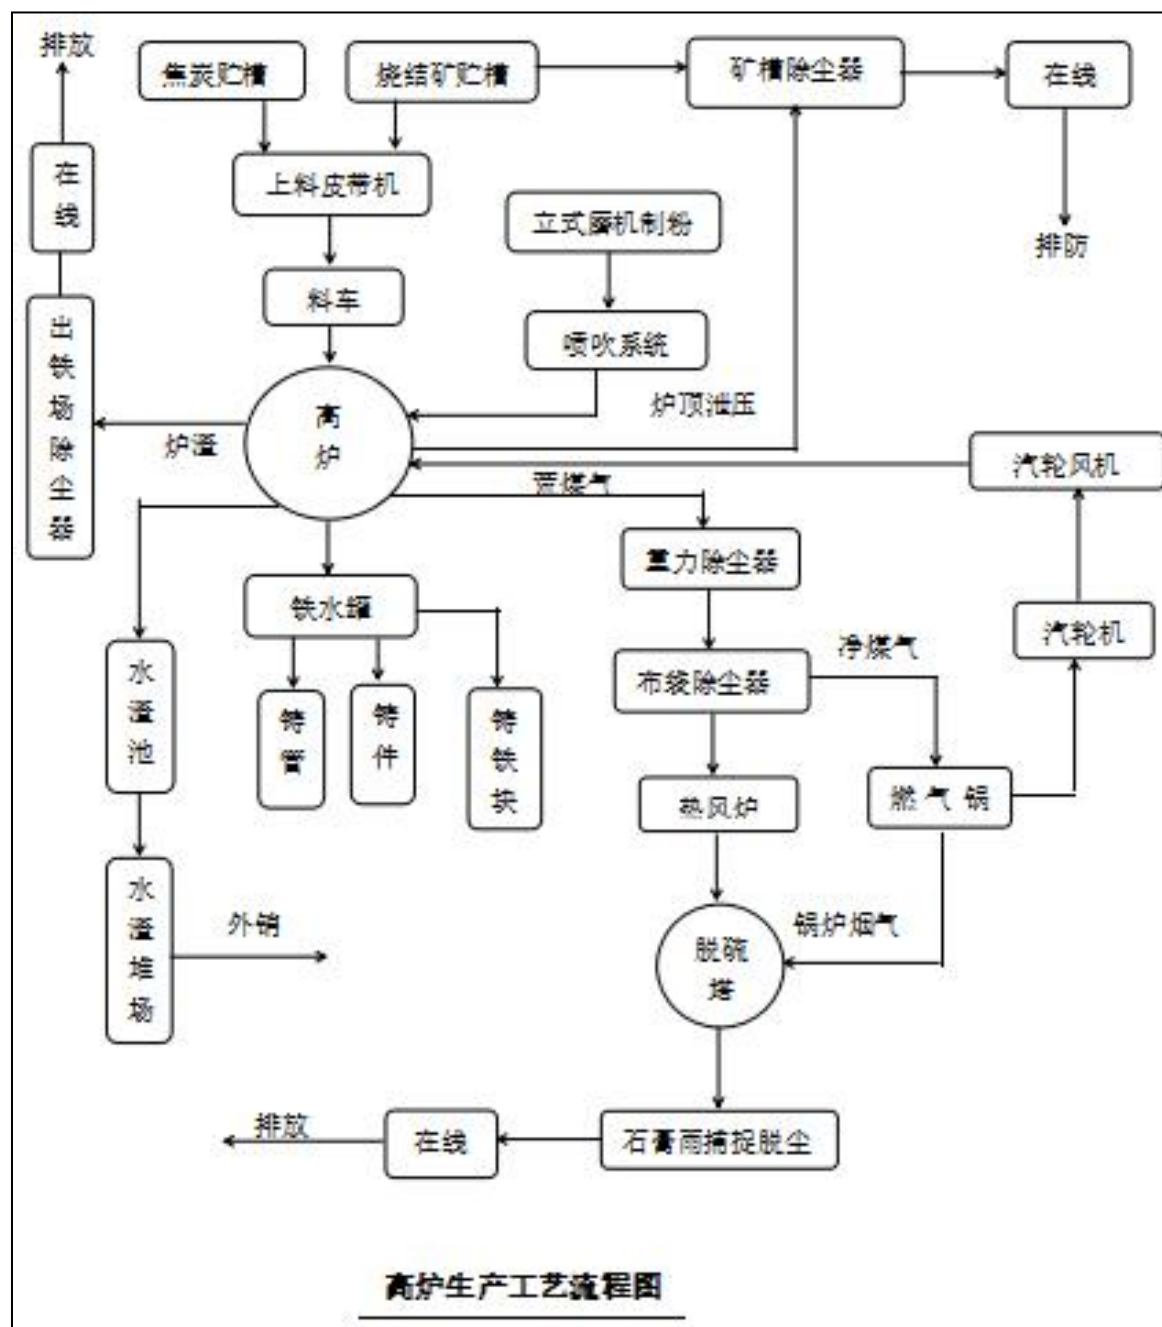 排放
焦炭贮槽
烧结矿贮槽
矿槽除尘器
在线
在线
上料皮带机
立式磨机制粉
排防
料车
喷吹系统
出铁场除尘器
高炉
炉顶泄压
炉渣
汽轮风机
荒煤气
重力除尘器
铁水罐
汽轮机
净煤气
水渣池
布袋除尘器
铸管
铸件
铸铁块
热风炉
燃气锅
水渣堆场
外销
锅炉烟气
脱硫塔
排放
在线
石膏雨捕捉脱尘
高炉生产工艺流程图